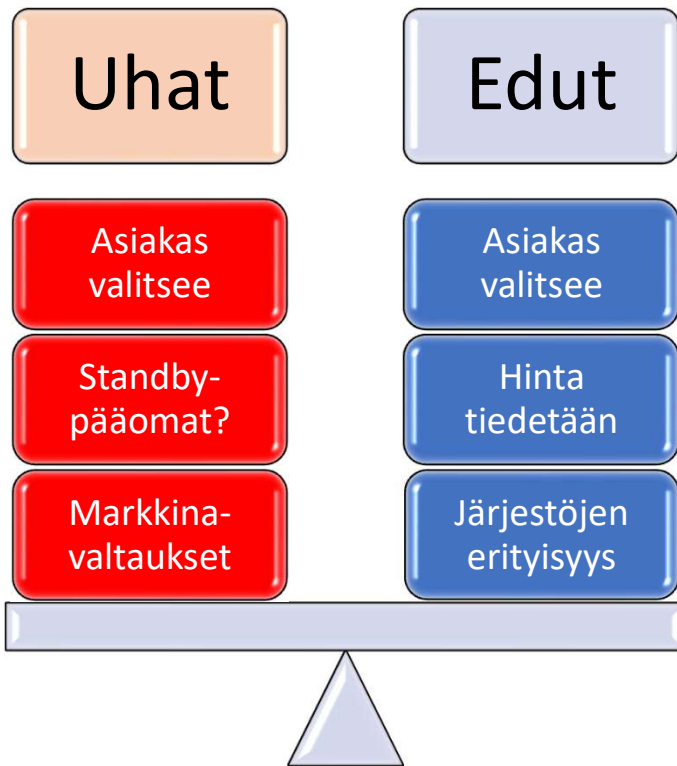 Uhat
Edut
Asiakas
valitsee
Standby-
pääomat?
Markkina-
valtaukset
Asiakas
valitsee
Hinta
tiedetään
Järjestöjen
erityisyys